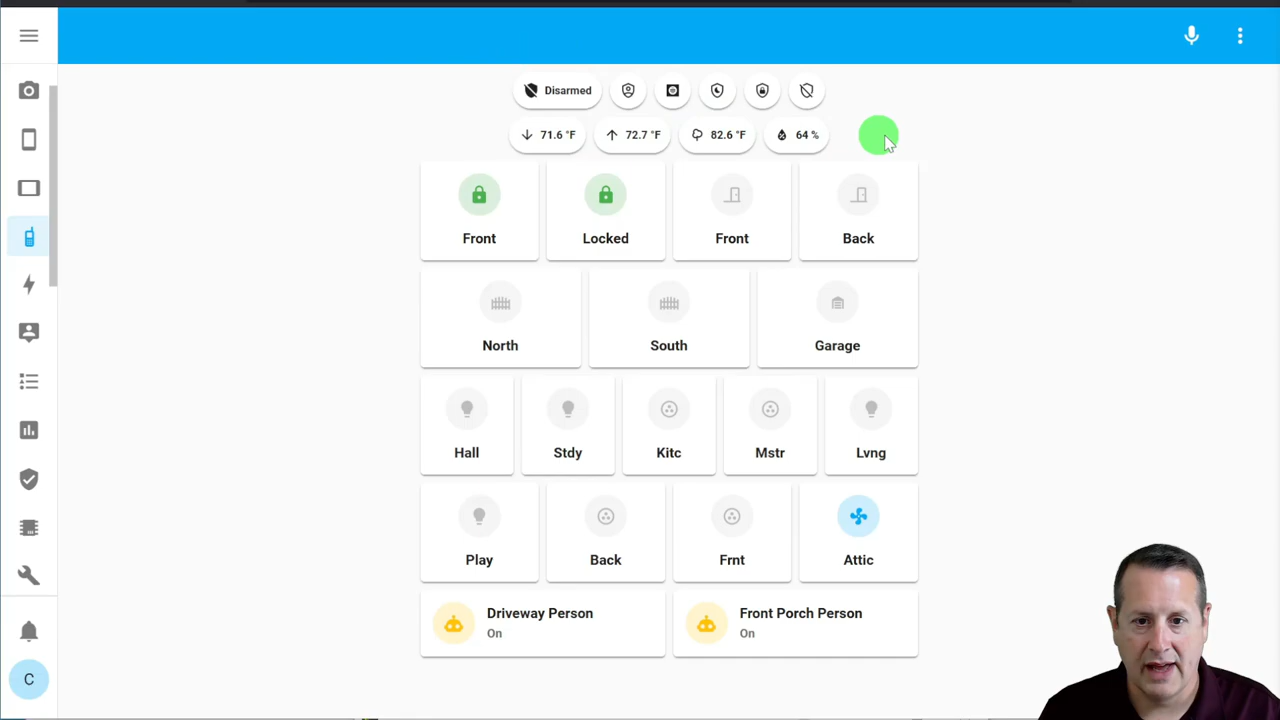 Disarmed
71.6 °F 72.7 °F 82.6 °F 64 %
Front Locked Front Back
North South Garage
Hall Stdy Kitc Mstr Lvng
Play Back Frnt Attic
Driveway Person Front Porch Person
On On
C